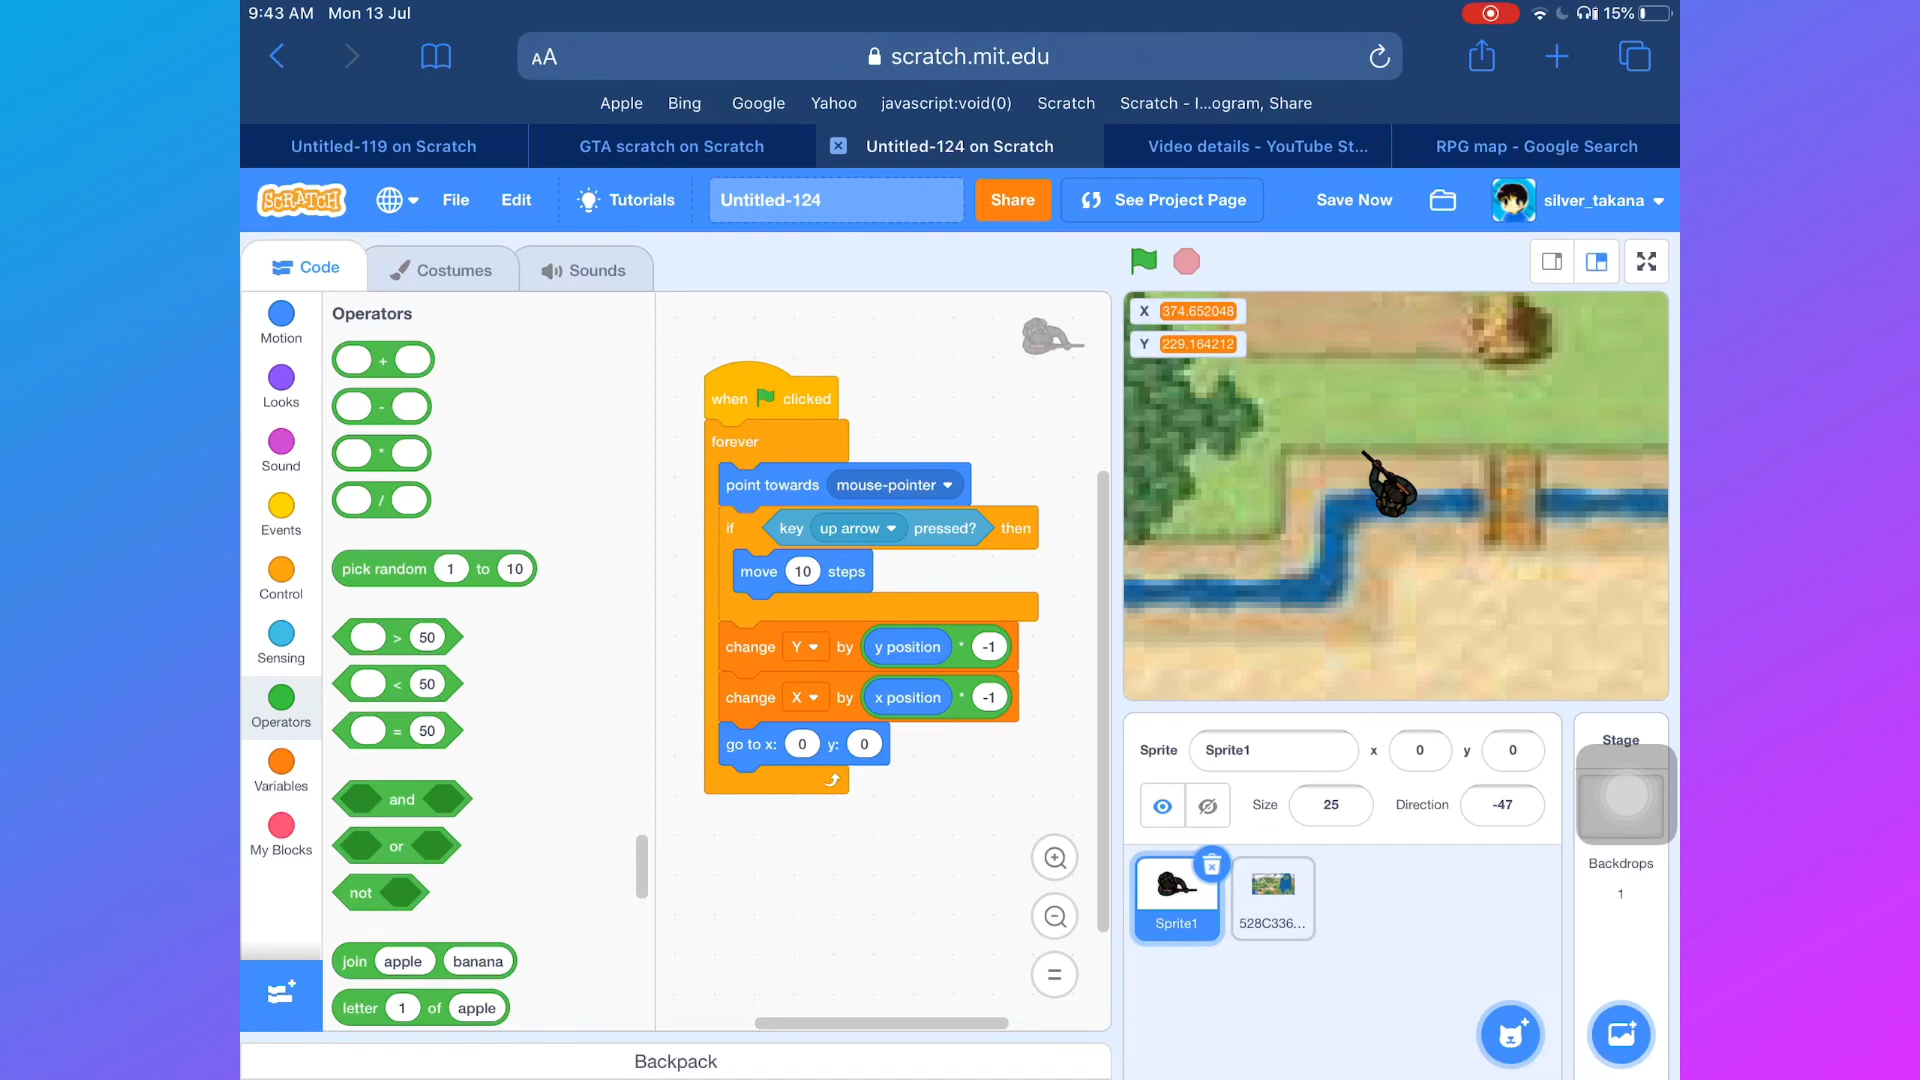 9:43 AM Mon 13 Jul
15%
AA
scratch.mit.edu
Apple Bing Google Yahoo javascript:void(0) Scratch Scratch - I...ogram, Share
Untitled-119 on Scratch
GTA scratch on Scratch
Untitled-124 on Scratch
Video details - YouTube St...
RPG map - Google Search
SCRATCH
File
Edit
Tutorials
Untitled-124
Share
See Project Page
Save Now
silver_takana
Code
Costumes
Sounds
Motion
Looks
Sound
Events
Control
Sensing
Operators
Variables
My Blocks
Operators
+
-
*
/
pick random 1 to 10
> 50
< 50
= 50
and
or
not
join apple banana
letter 1 of apple
when clicked
forever
point towards mouse-pointer
if key up arrow pressed? then
move 10 steps
change Y by y position * -1
change X by x position * -1
go to x: 0 y: 0
=
Backpack
X 374.652048
Y 229.164212
Sprite Sprite1 x 0 y 0
Size 25 Direction -47
Sprite1
528C336...
Stage
Backdrops
1